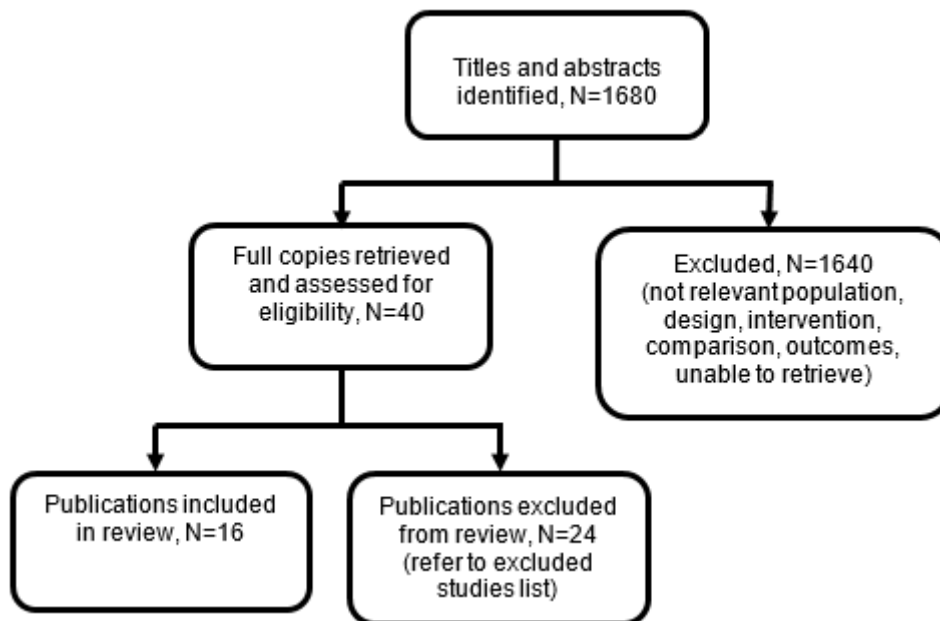 Titles and abstracts
identified, N=1680
Full copies retrieved
and assessed for
eligibility, N=40
Excluded, N=1640
(not relevant population,
design, intervention,
comparison, outcomes,
unable to retrieve)
Publications included
in review, N=16
Publications excluded
from review, N=24
(refer to excluded
studies list)